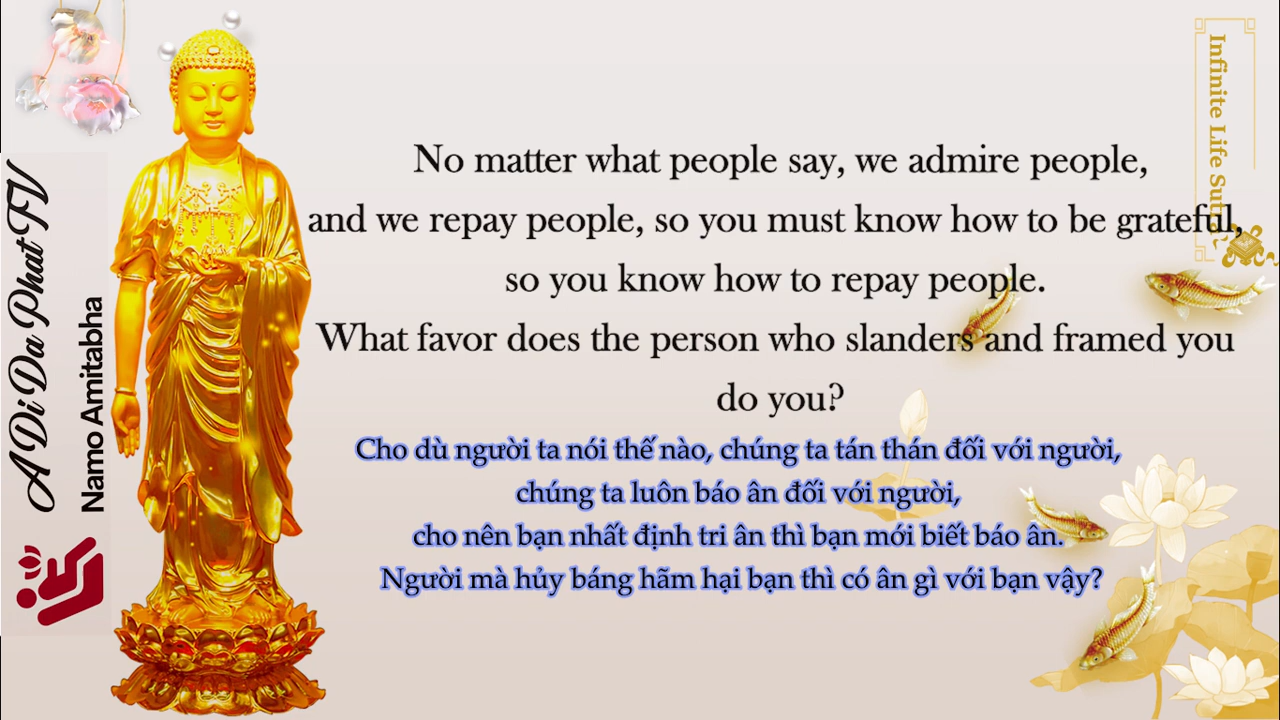 A Di Da Phat TV
Namo Amitabha
Infinite Life Sutra
No matter what people say, we admire people,
and we repay people, so you must know how to be grateful,
so you know how to repay people.
What favor does the person who slanders and framed you
do you?
Cho dù người ta nói thế nào, chúng ta tán thán đối với người,
chúng ta luôn báo ân đối với người,
cho nên bạn nhất định tri ân thì bạn mới biết báo ân.
Người mà hủy báng hãm hại bạn thì có ân gì với bạn vậy?